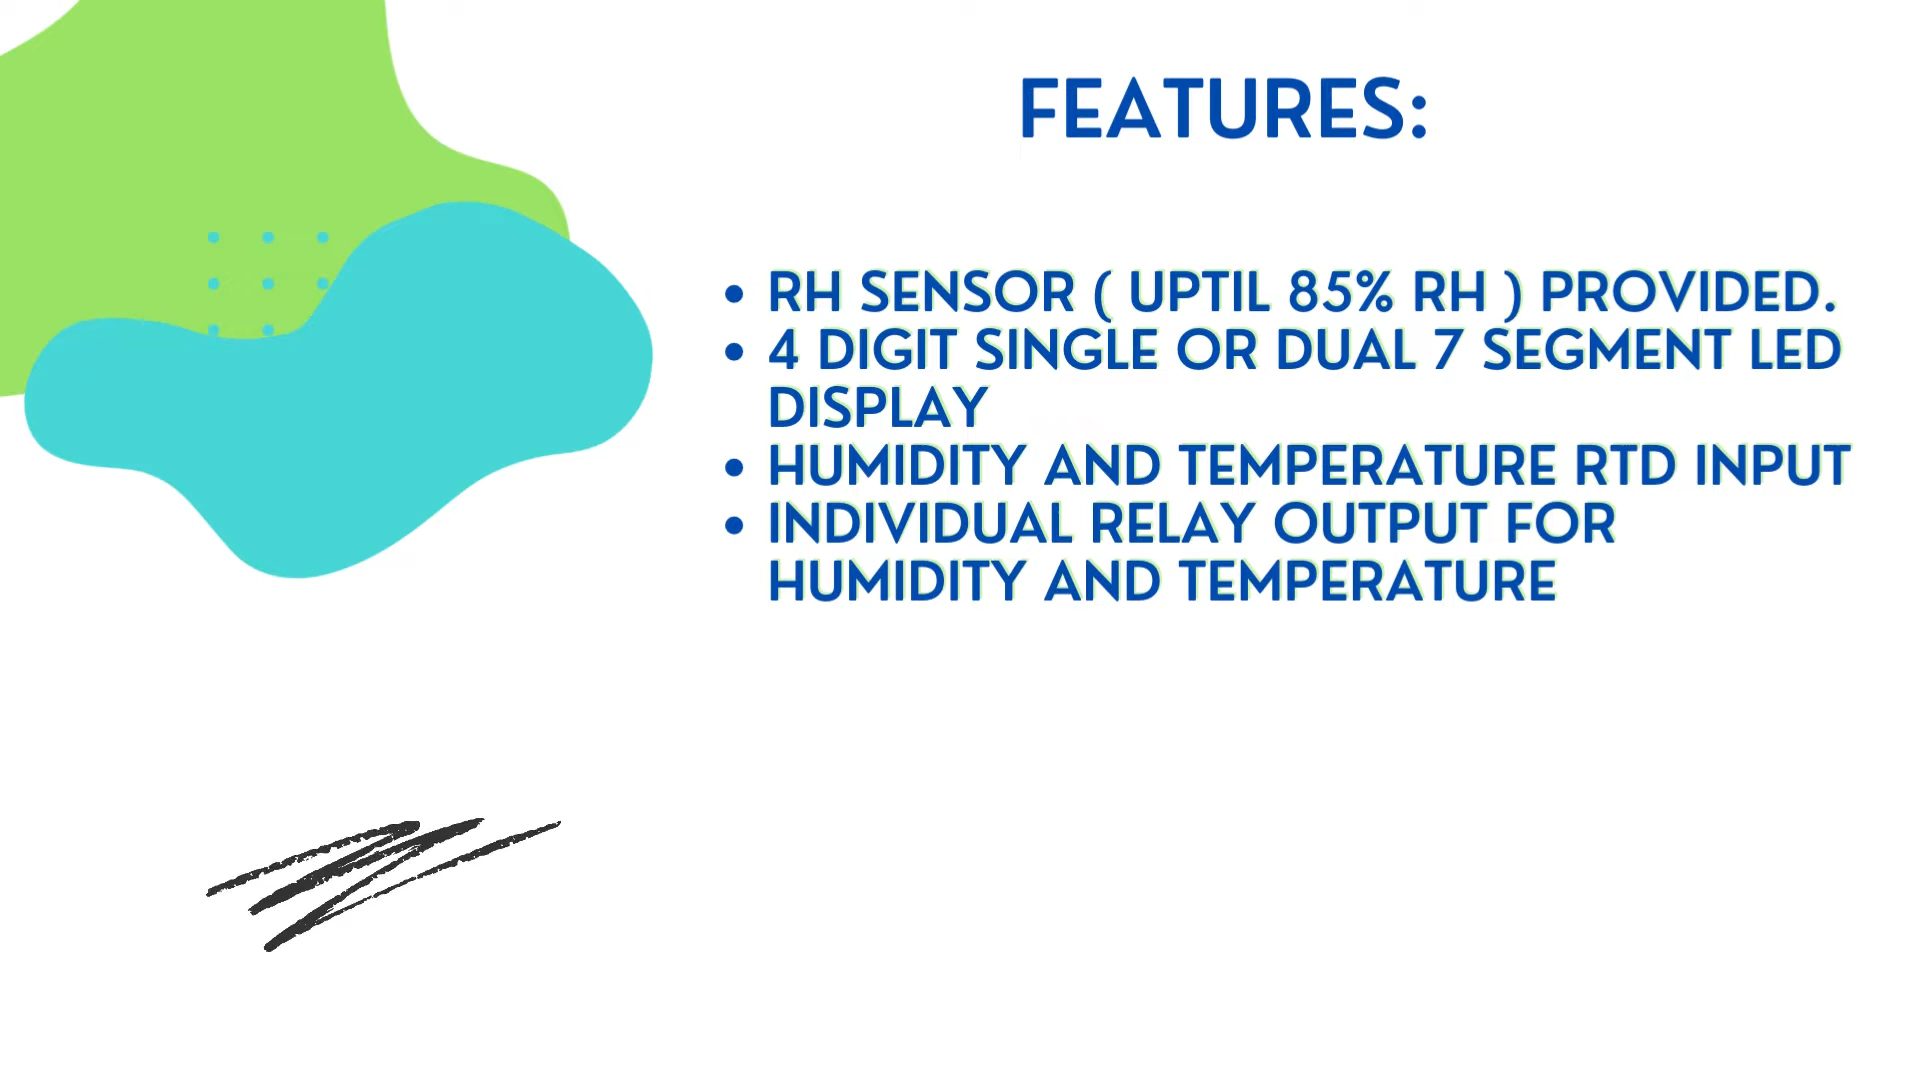 FEATURES:
• RH SENSOR ( UPTIL 85% RH ) PROVIDED.
• 4 DIGIT SINGLE OR DUAL 7 SEGMENT LED
DISPLAY
• HUMIDITY AND TEMPERATURE RTD INPUT
• INDIVIDUAL RELAY OUTPUT FOR
HUMIDITY AND TEMPERATURE